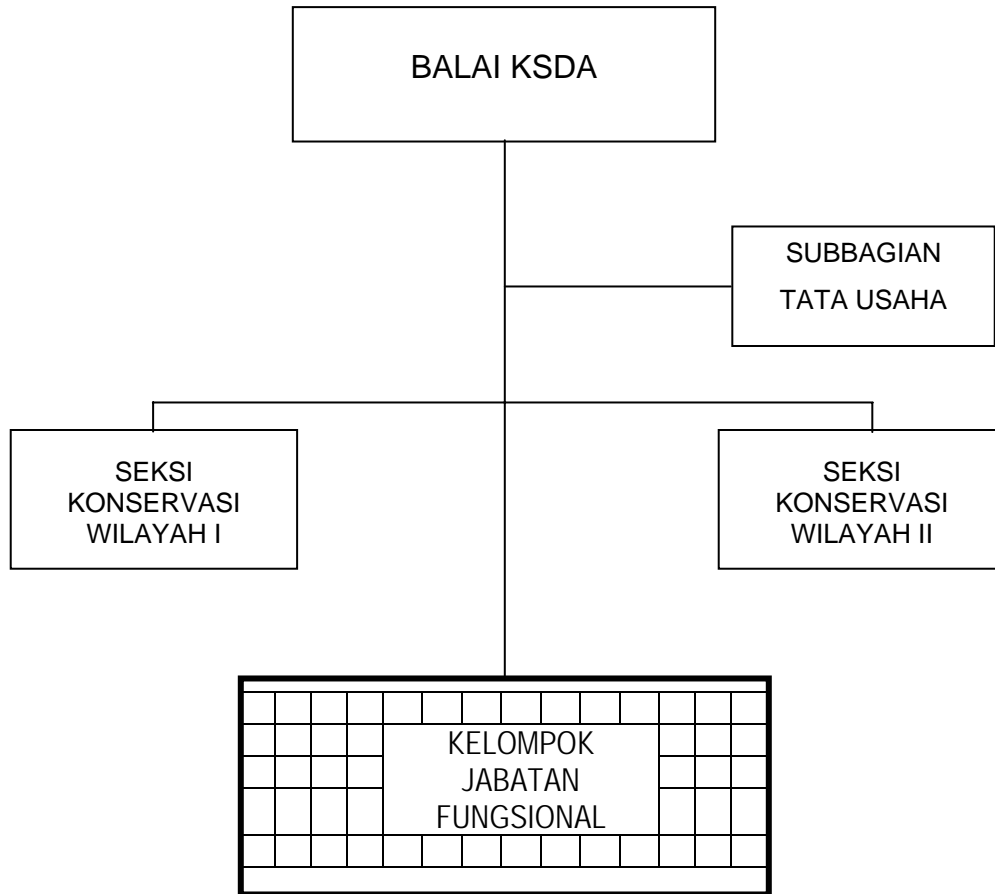 BALAI KSDA
SUBBAGIAN
TATA USAHA
SEKSI
KONSERVASI
WILAYAH I
SEKSI
KONSERVASI
WILAYAH II
KELOMPOK
JABATAN
FUNGSIONAL